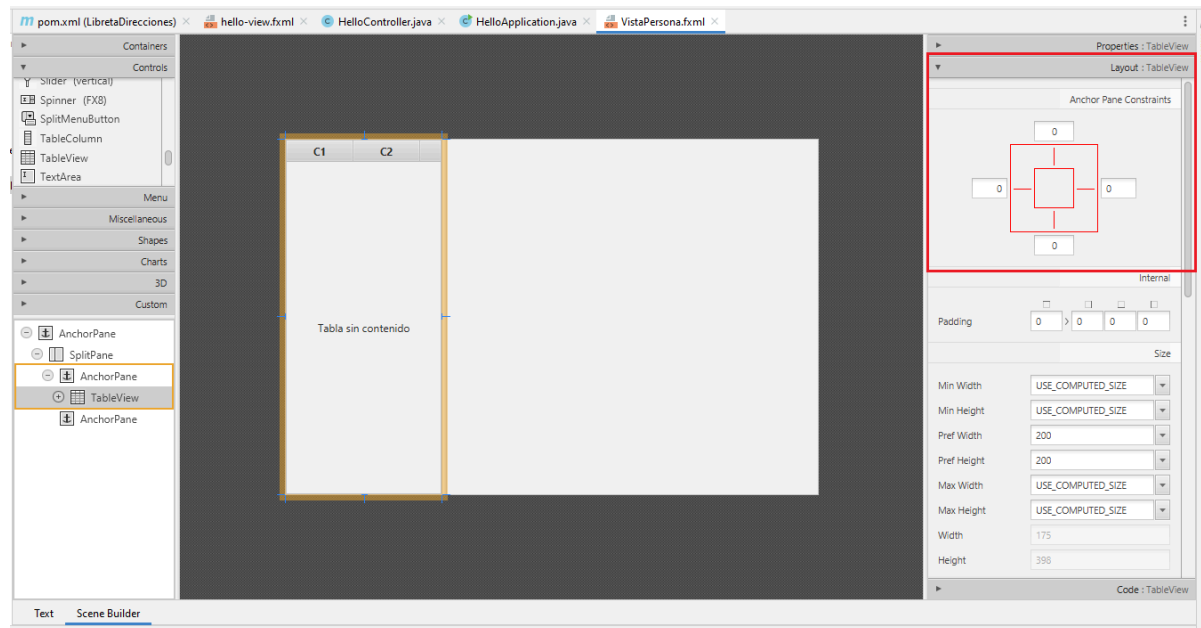 pom.xml (LibretaDirecciones)
hello-view.fxml
HelloController.java
HelloApplication.java
VistaPersona.fxml
Containers
Controls
Slider (vertical)
Spinner (FX8)
SplitMenuButton
TableColumn
TableView
TextArea
Menu
Miscellaneous
Shapes
Charts
3D
Custom
AnchorPane
SplitPane
AnchorPane
TableView
AnchorPane
C1 C2
Tabla sin contenido
Properties : TableView
Layout : TableView
Anchor Pane Constraints
0
0 0
0
Internal
Padding 0 0 0 0
Size
Min Width USE_COMPUTED_SIZE
Min Height USE_COMPUTED_SIZE
Pref Width 200
Pref Height 200
Max Width USE_COMPUTED_SIZE
Max Height USE_COMPUTED_SIZE
Width 175
Height 398
Code : TableView
Text Scene Builder